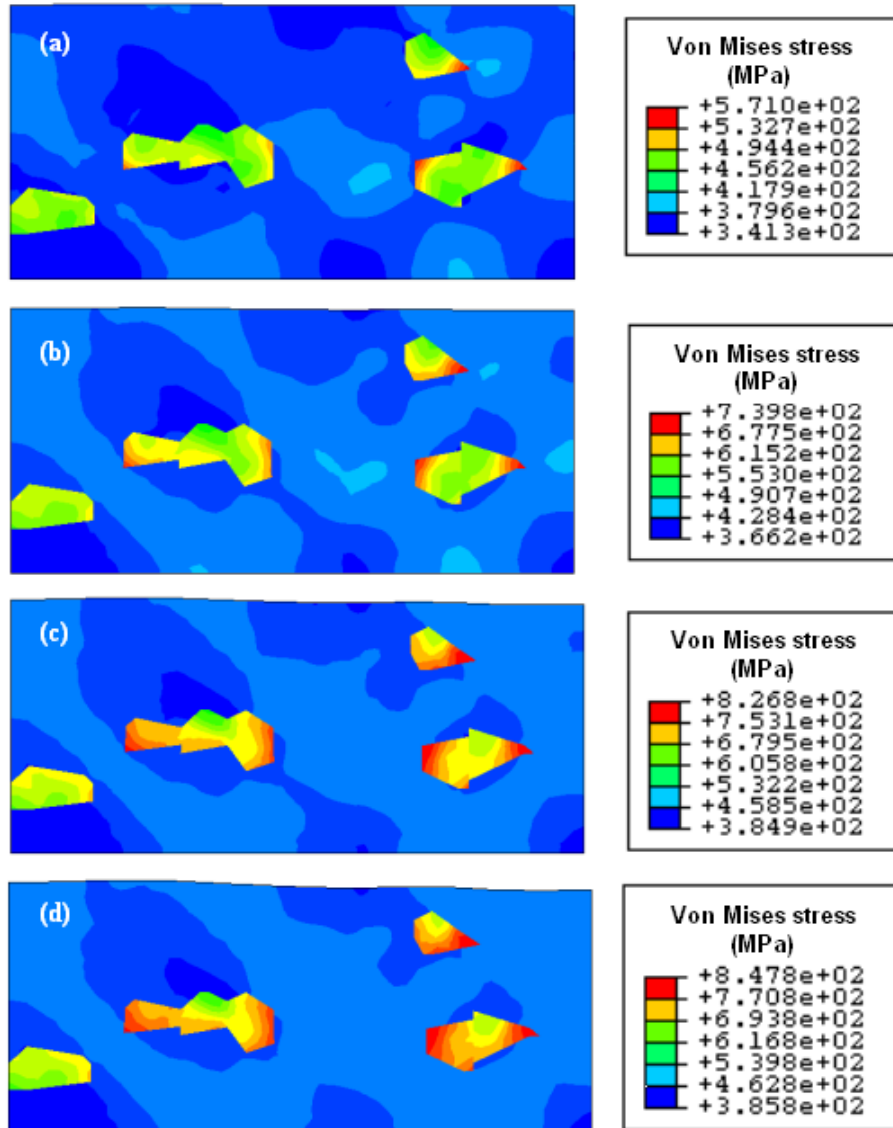 (a)
Von Mises stress
(MPa)
+5.710e+02
+5.327e+02
+4.944e+02
+4.562e+02
+4.179e+02
+3.796e+02
+3.413e+02
(b)
Von Mises stress
(MPa)
+7.398e+02
+6.775e+02
+6.152e+02
+5.530e+02
+4.907e+02
+4.284e+02
+3.662e+02
(c)
Von Mises stress
(MPa)
+8.268e+02
+7.531e+02
+6.795e+02
+6.058e+02
+5.322e+02
+4.585e+02
+3.849e+02
(d)
Von Mises stress
(MPa)
+8.478e+02
+7.708e+02
+6.938e+02
+6.168e+02
+5.398e+02
+4.628e+02
+3.858e+02